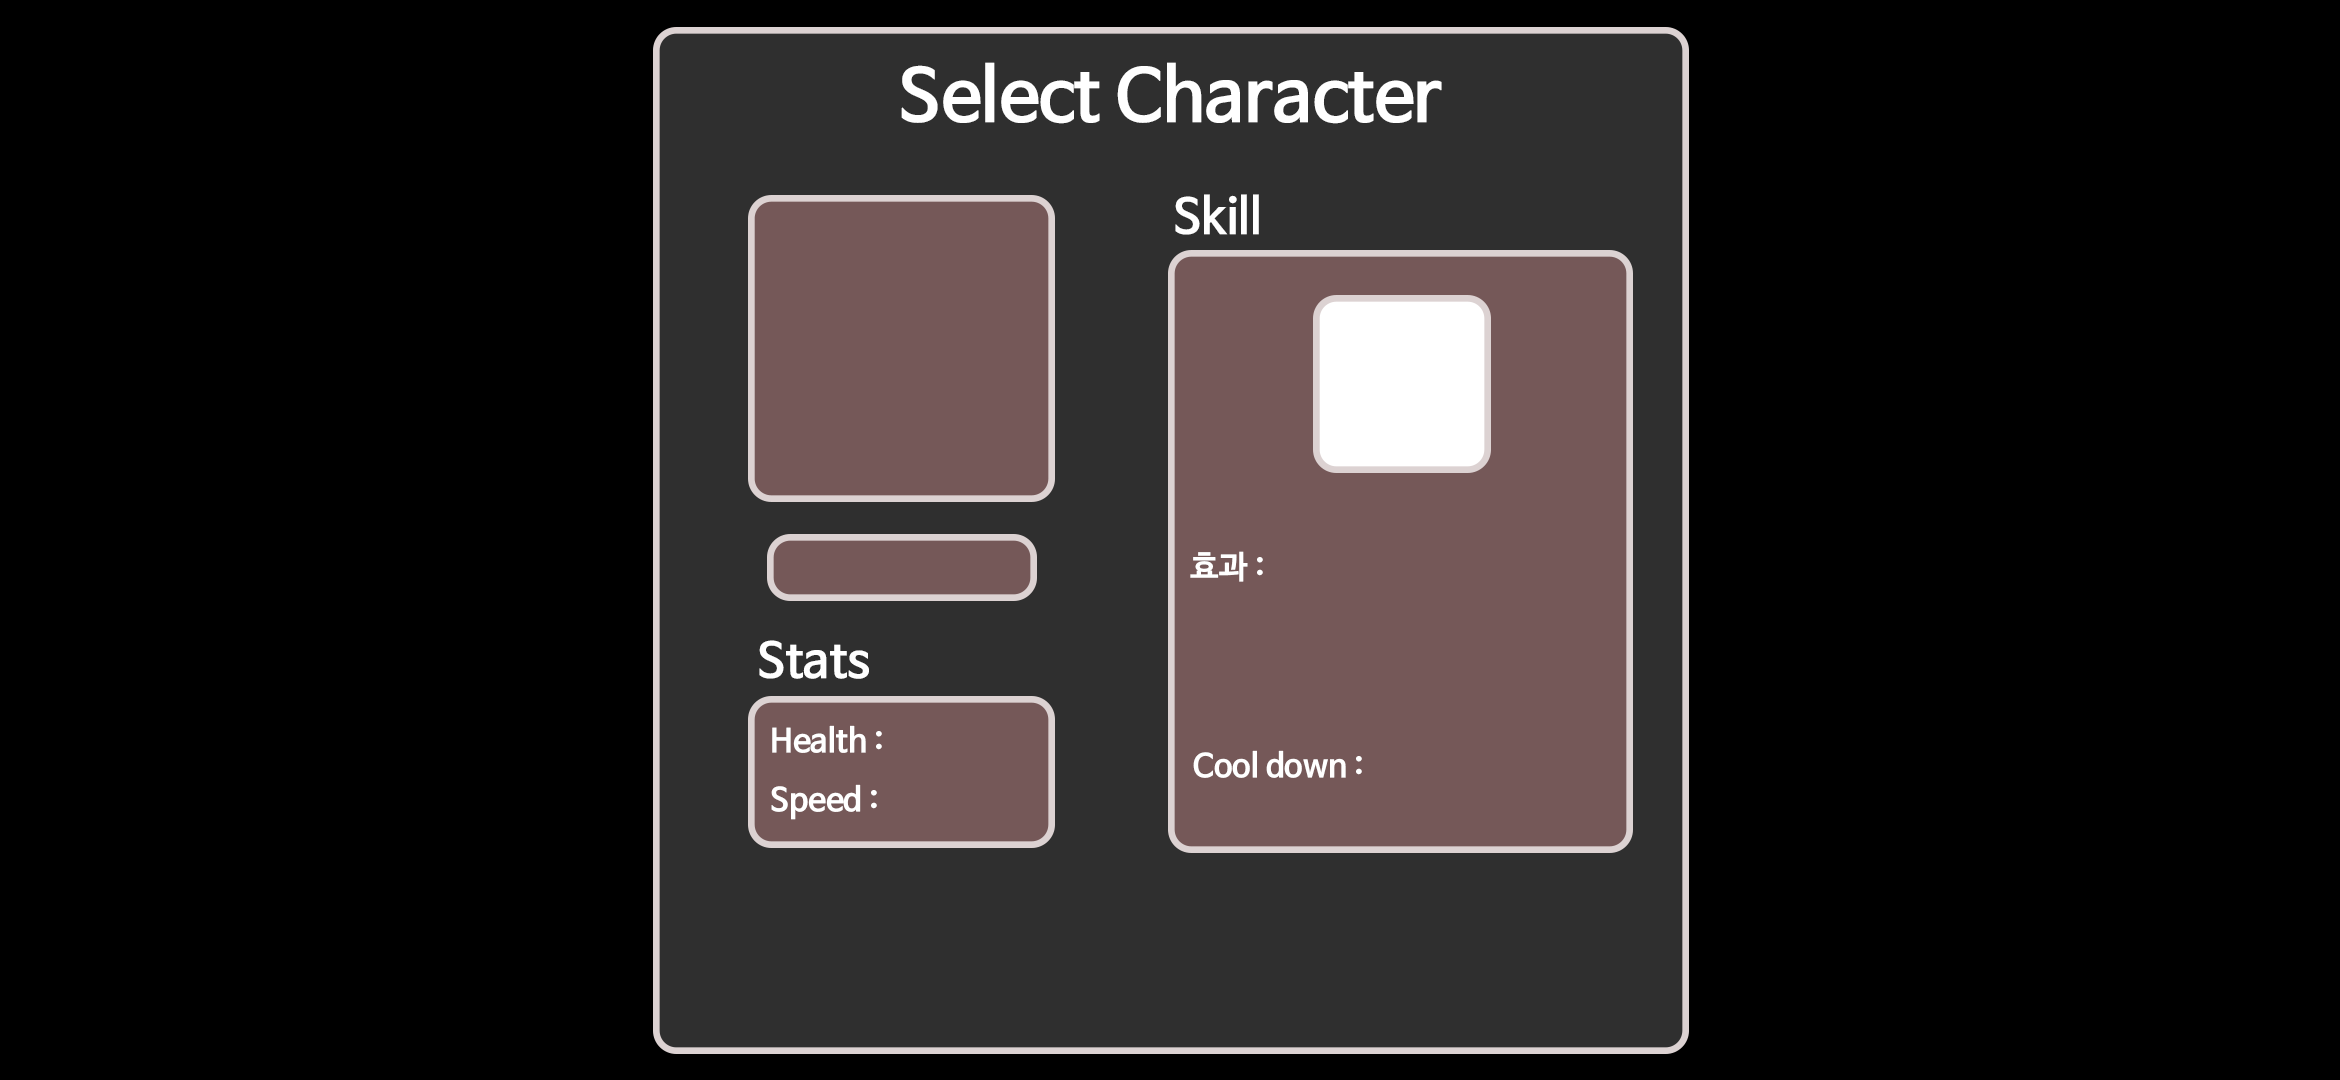 Select Character
Skill
효과 :
Cool down :
Stats
Health :
Speed :